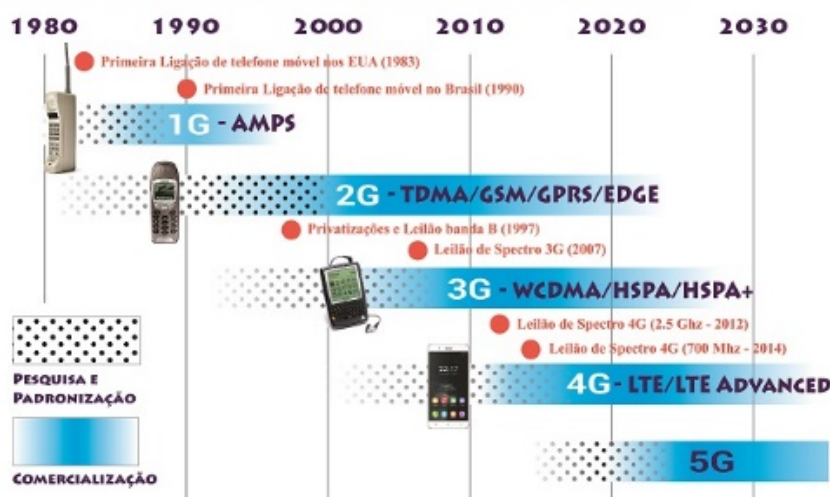 1980 1990 2000 2010 2020 2030
Primeira Ligação de telefone móvel nos EUA (1983)
Primeira Ligação de telefone móvel no Brasil (1990)
1G - AMPS
2G - TDMA/GSM/GPRS/EDGE
Privatizações e Leilão banda B (1997)
Leilão de Spectro 3G (2007)
3G - WCDMA/HSPA/HSPA+
Leilão de Spectro 4G (2.5 Ghz - 2012)
Leilão de Spectro 4G (700 Mhz - 2014)
22:17
4G - LTE/LTE ADVANCED
5G
PESQUISA E
PADRONIZAÇÃO
COMERCIALIZAÇÃO